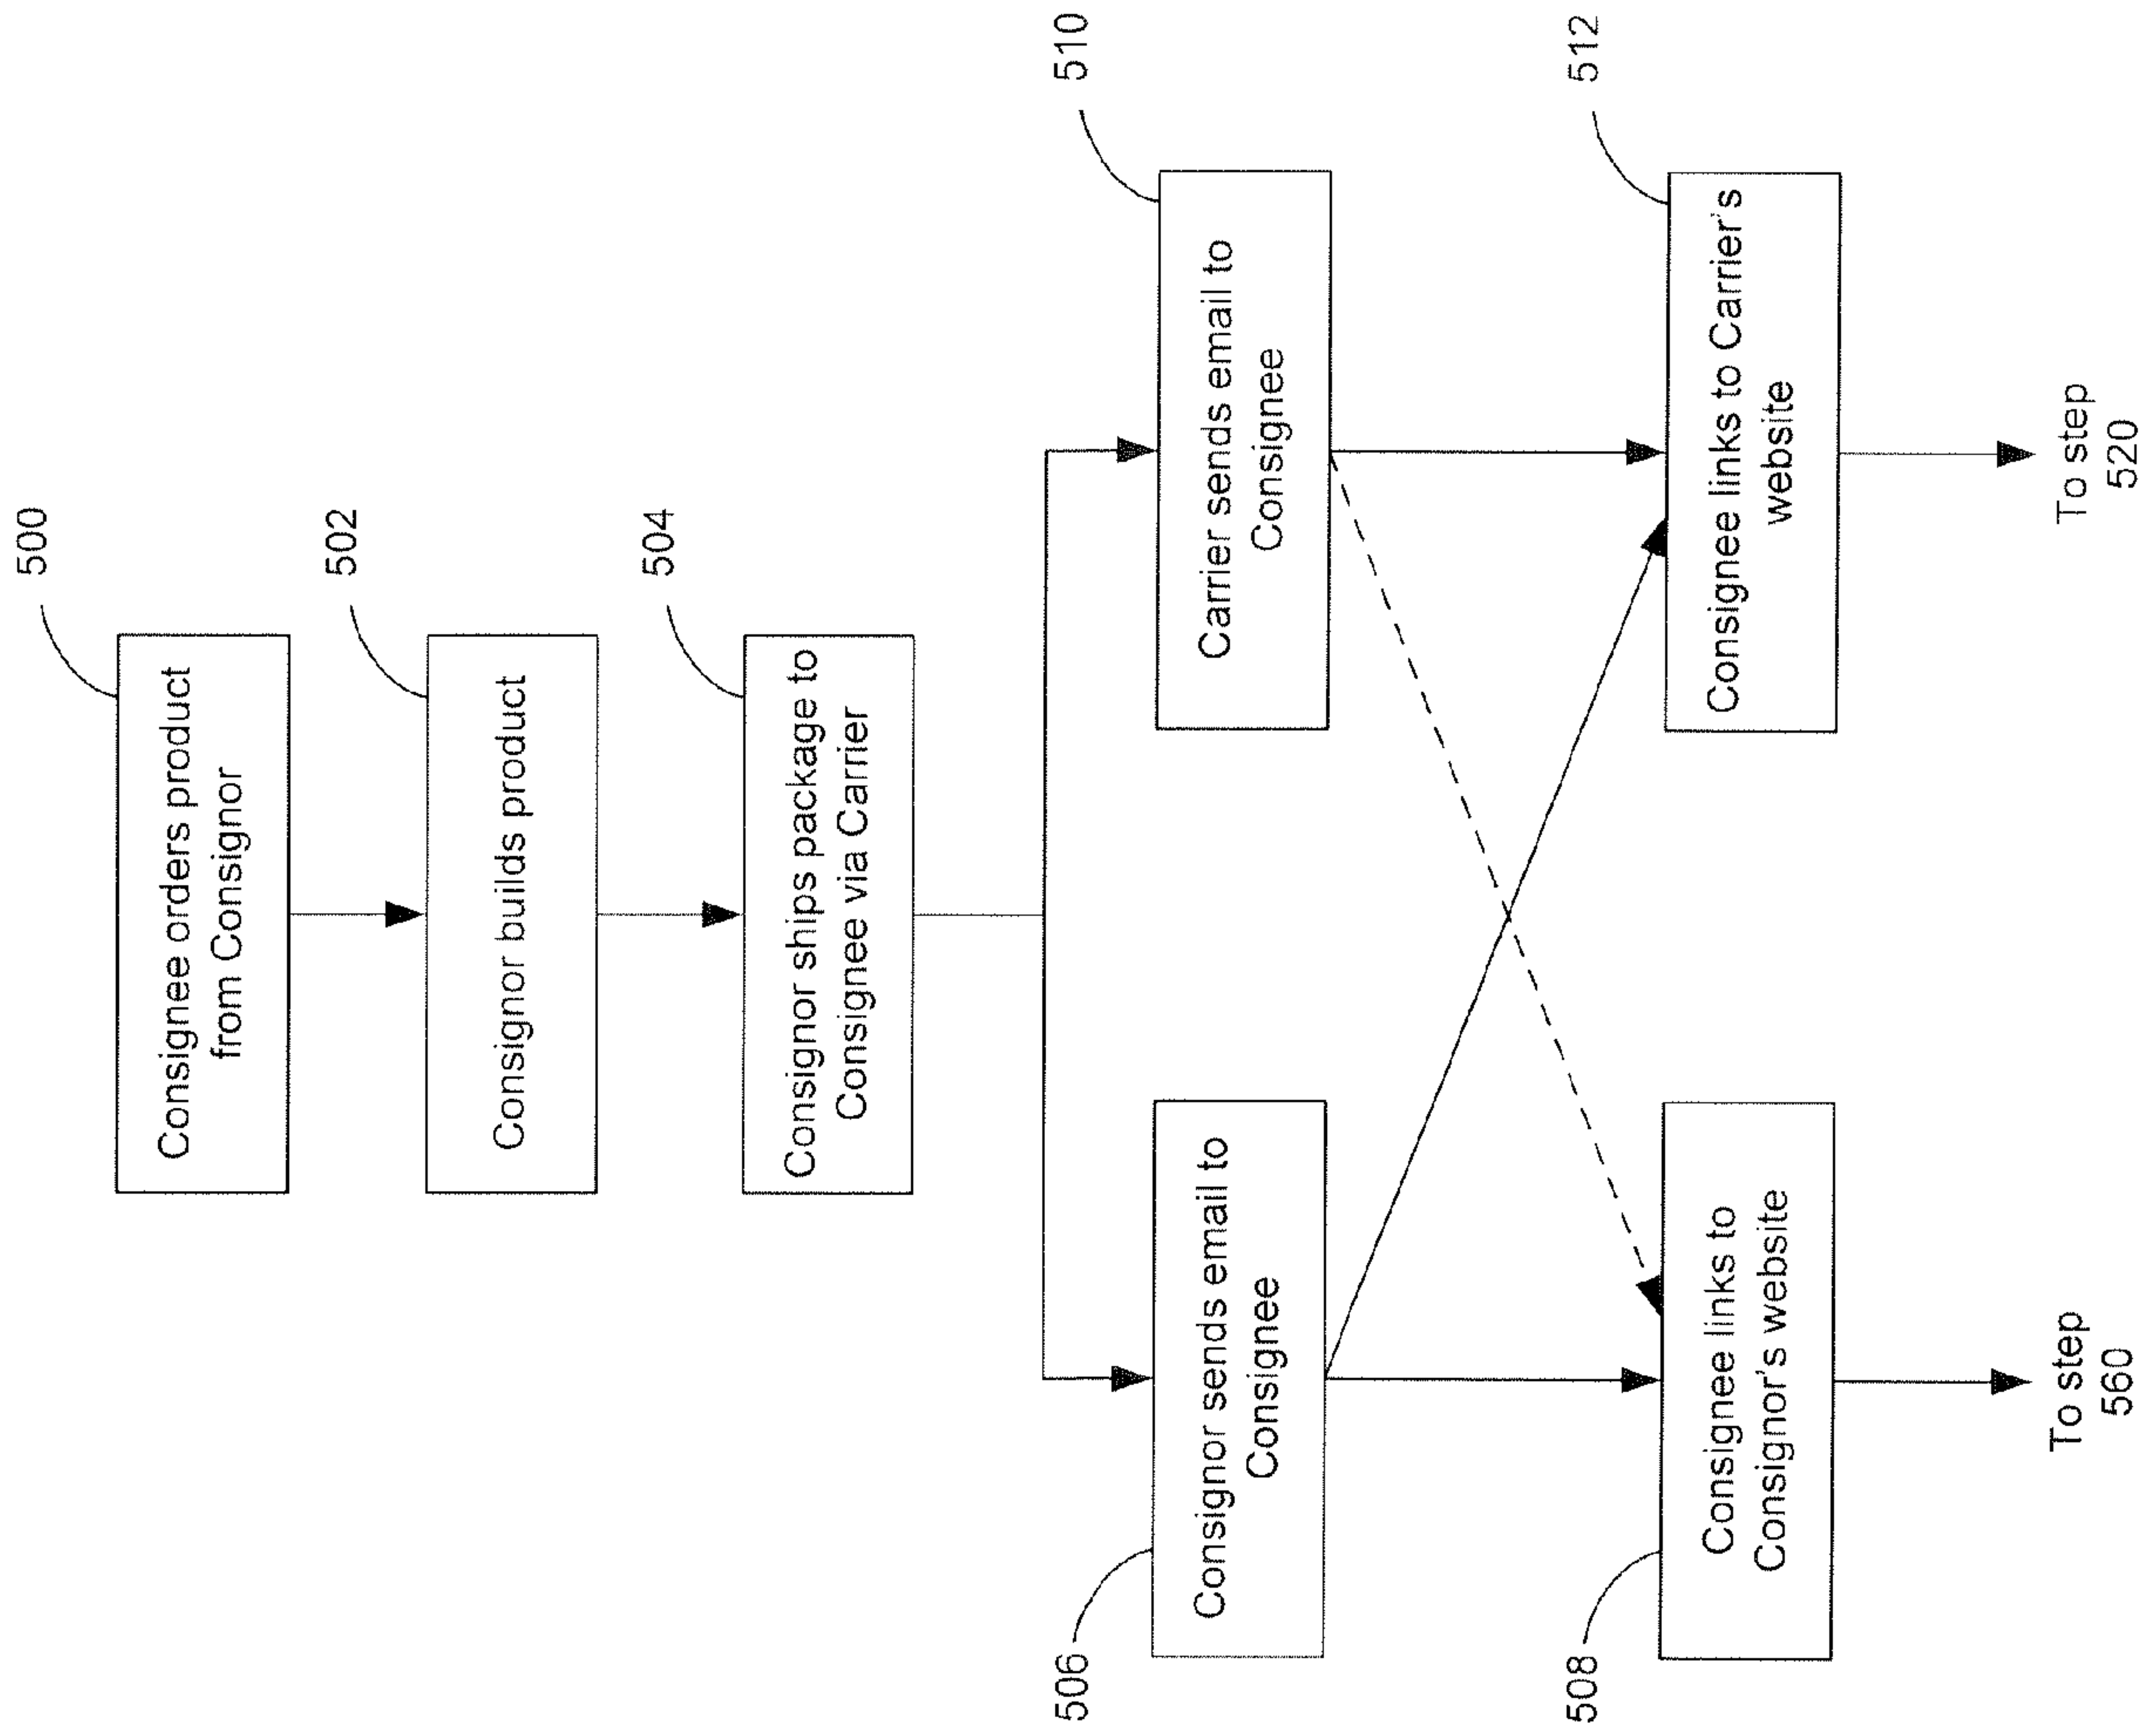 500
Consignee orders product
from Consignor
502
Consignor builds product
504
Consignor ships package to
Consignee via Carrier
506
Consignor sends email to
Consignee
510
Carrier sends email to
Consignee
508
Consignee links to
Consignor's website
512
Consignee links to Carrier's
website
To step
560
To step
520